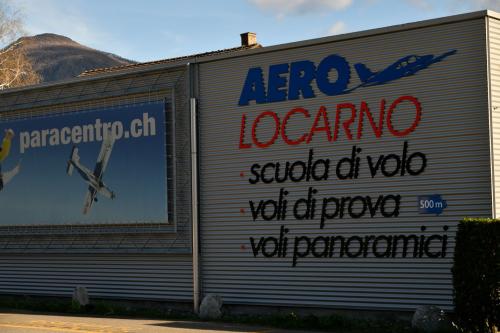 paracentro.ch
AERO
LOCARNO
• scuola di volo
• voli di prova
500 m
• voli panoramici